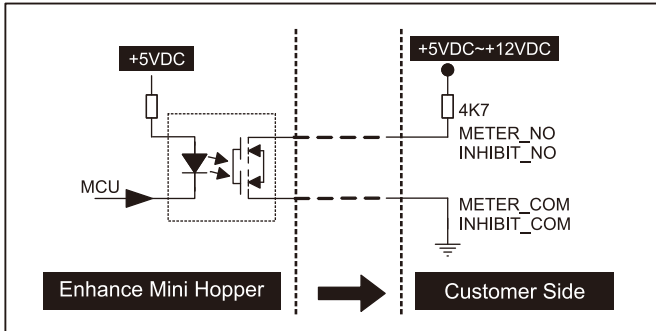 +5VDC
+5VDC~+12VDC
4K7
METER_NO
INHIBIT_NO
MCU
METER_COM
INHIBIT_COM
Enhance Mini Hopper
Customer Side